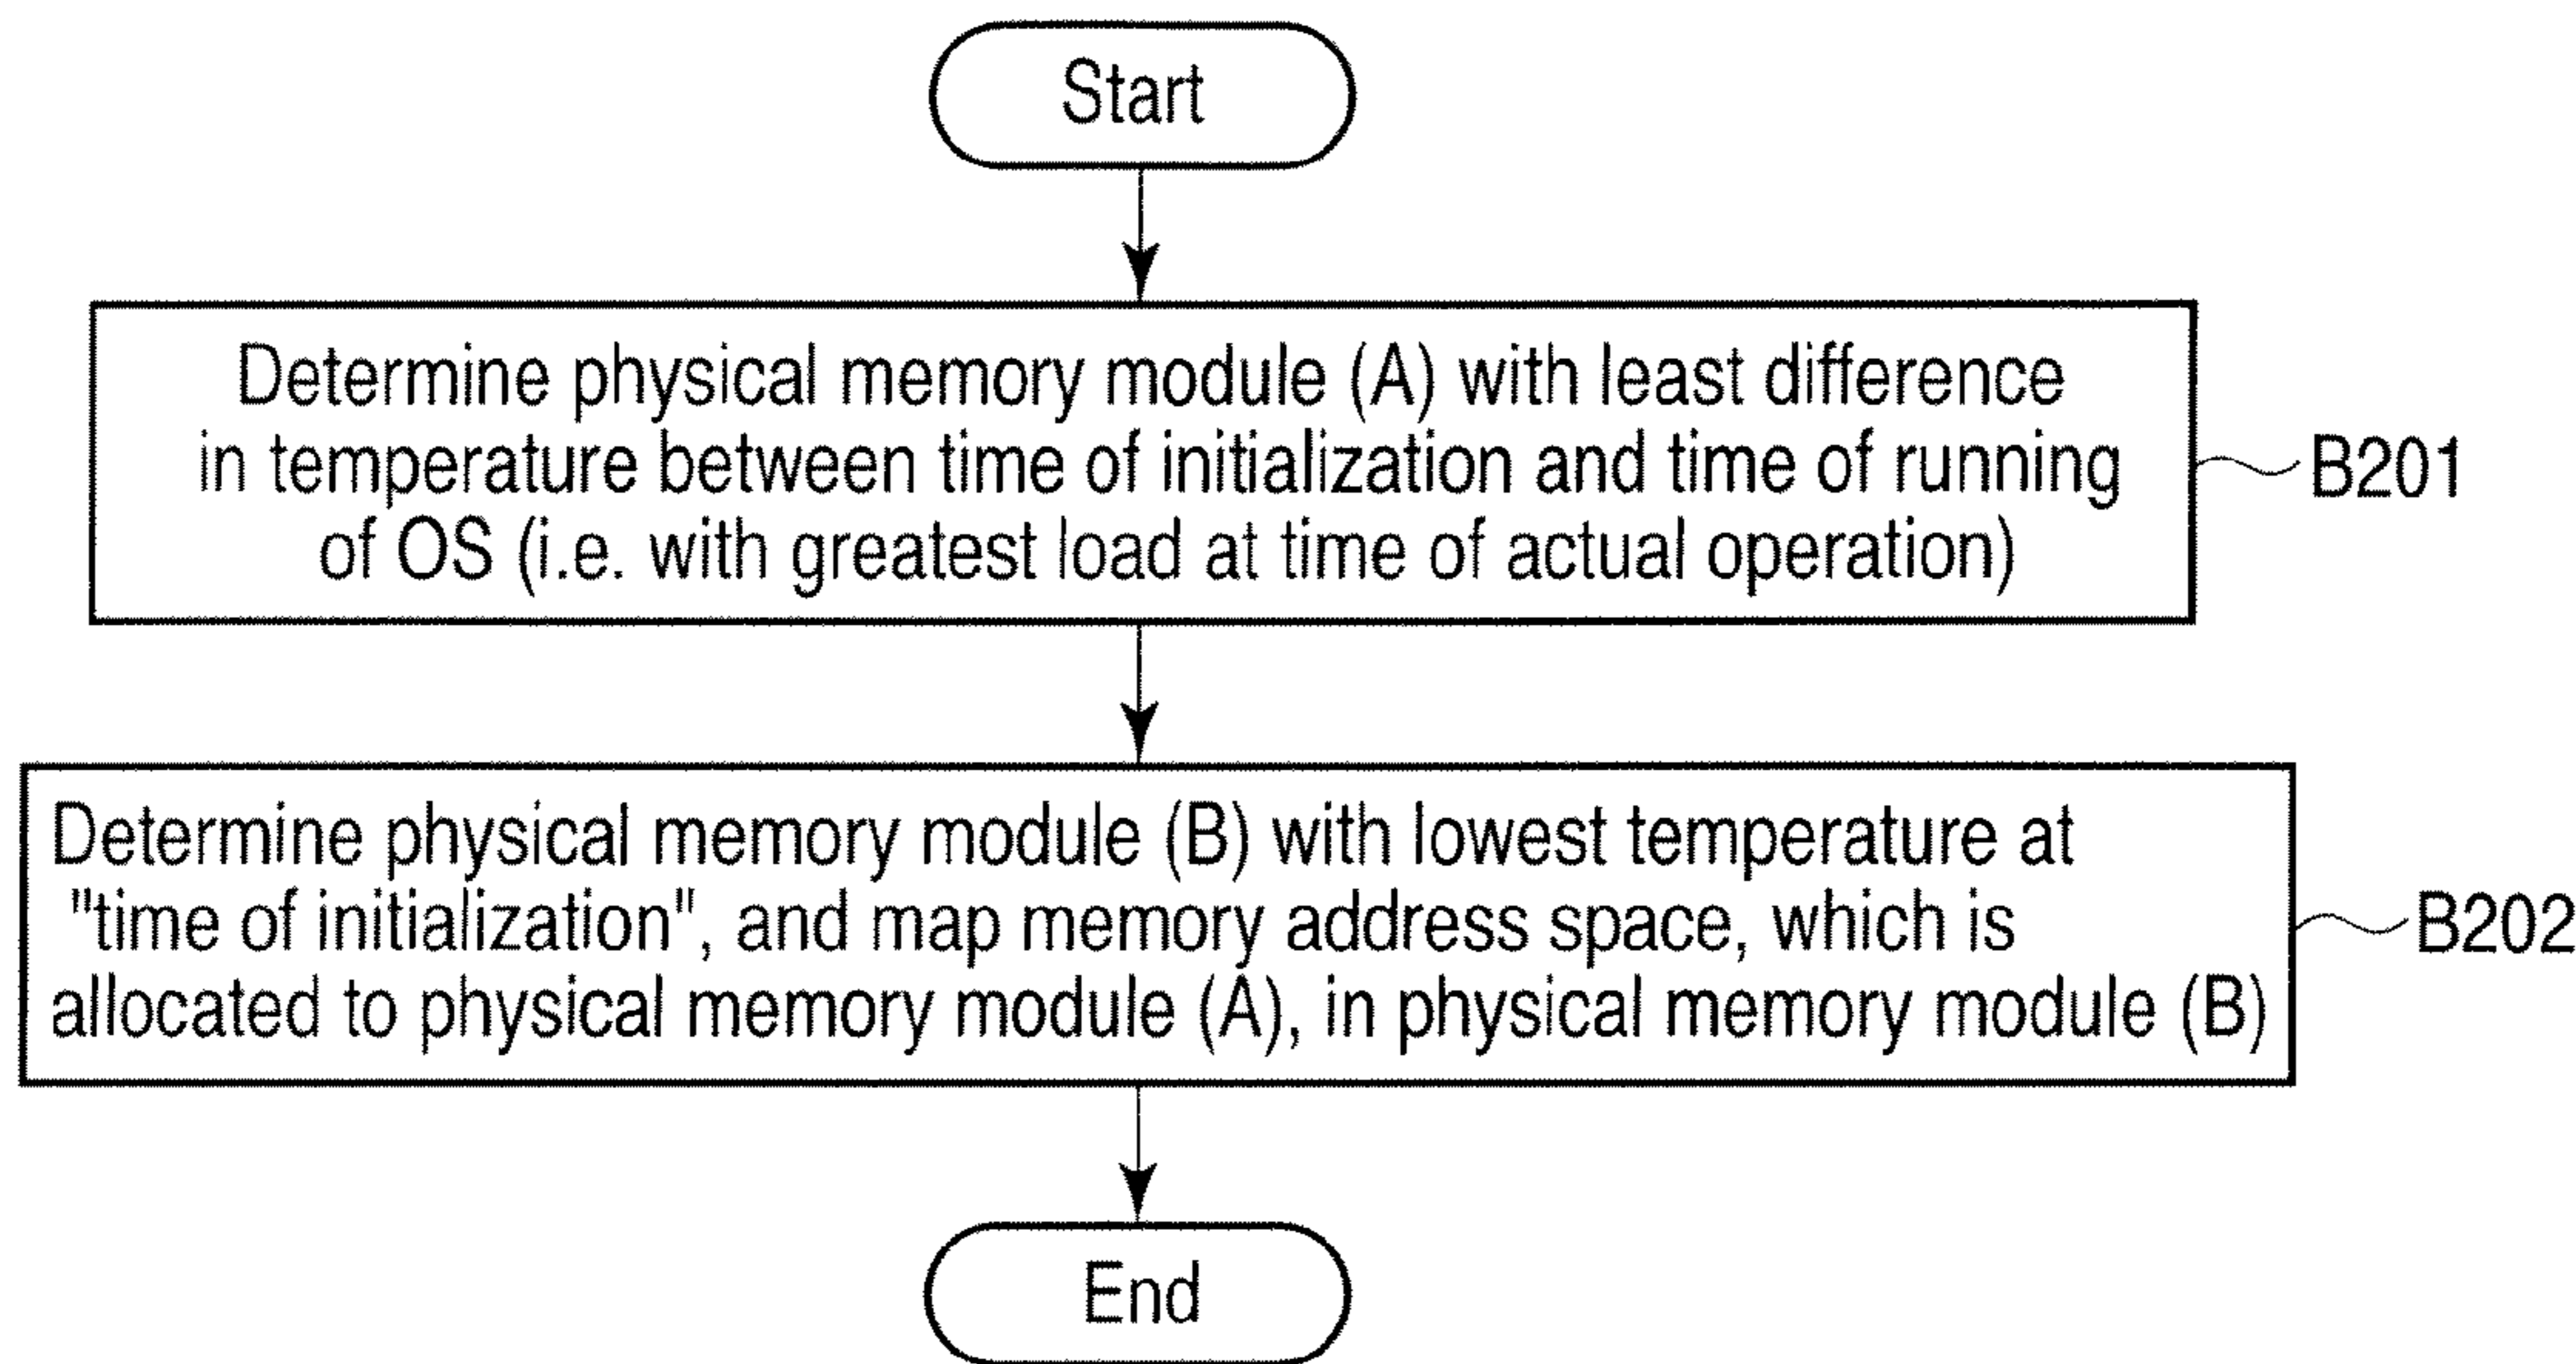 Start
Determine physical memory module (A) with least difference
in temperature between time of initialization and time of running
of OS (i.e. with greatest load at time of actual operation)
B201
Determine physical memory module (B) with lowest temperature at
"time of initialization", and map memory address space, which is
allocated to physical memory module (A), in physical memory module (B)
B202
End